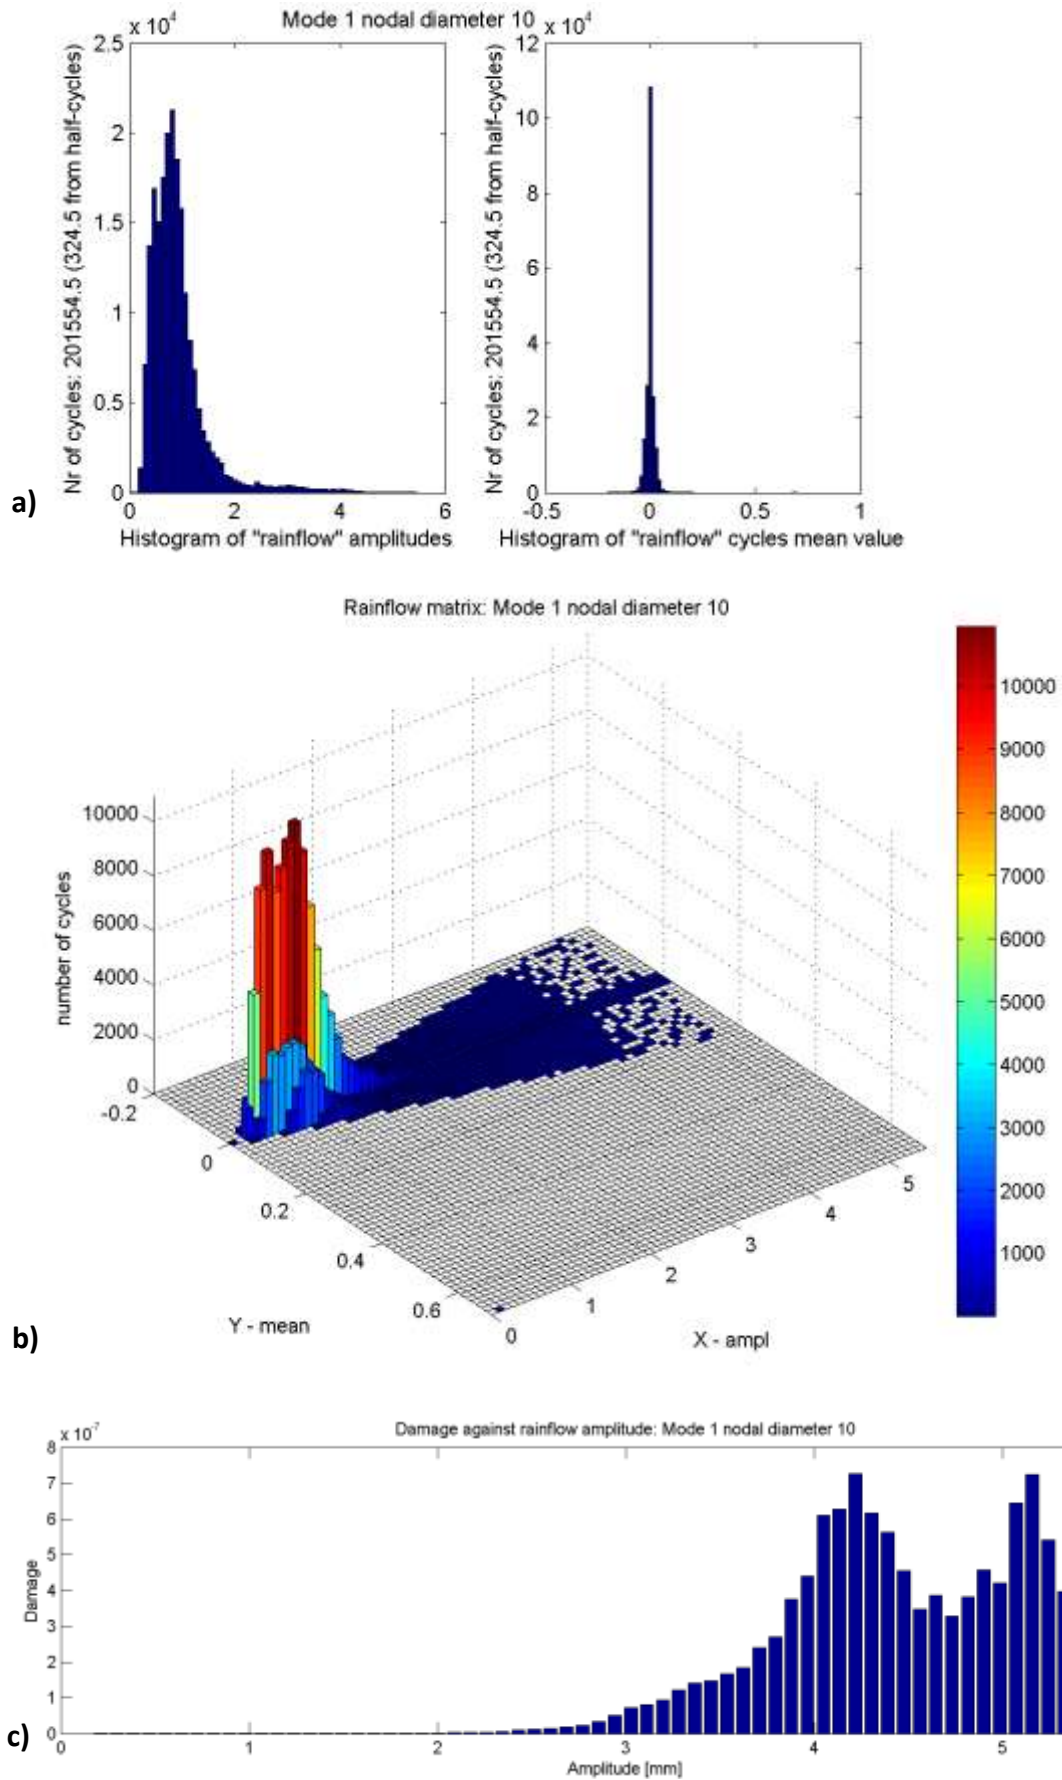 Mode 1 nodal diameter 10
x 10^4
x 10^4
2.5
2
1.5
1
0.5
0
Nr of cycles: 201554.5 (324.5 from half-cycles)
0 2 4 6
Histogram of "rainflow" amplitudes
12
10
8
6
4
2
0
Nr of cycles: 201554.5 (324.5 from half-cycles)
-0.5 0 0.5 1
Histogram of "rainflow" cycles mean value
a)
Rainflow matrix: Mode 1 nodal diameter 10
10000
8000
6000
4000
2000
0
number of cycles
-0.2
0
0.2
0.4
0.6
Y - mean
0
1
2
3
4
5
X - ampl
10000
9000
8000
7000
6000
5000
4000
3000
2000
1000
b)
x 10^-7
Damage against rainflow amplitude: Mode 1 nodal diameter 10
8
7
6
5
4
3
2
1
0
Damage
0 1 2 3 4 5
Amplitude [mm]
c)